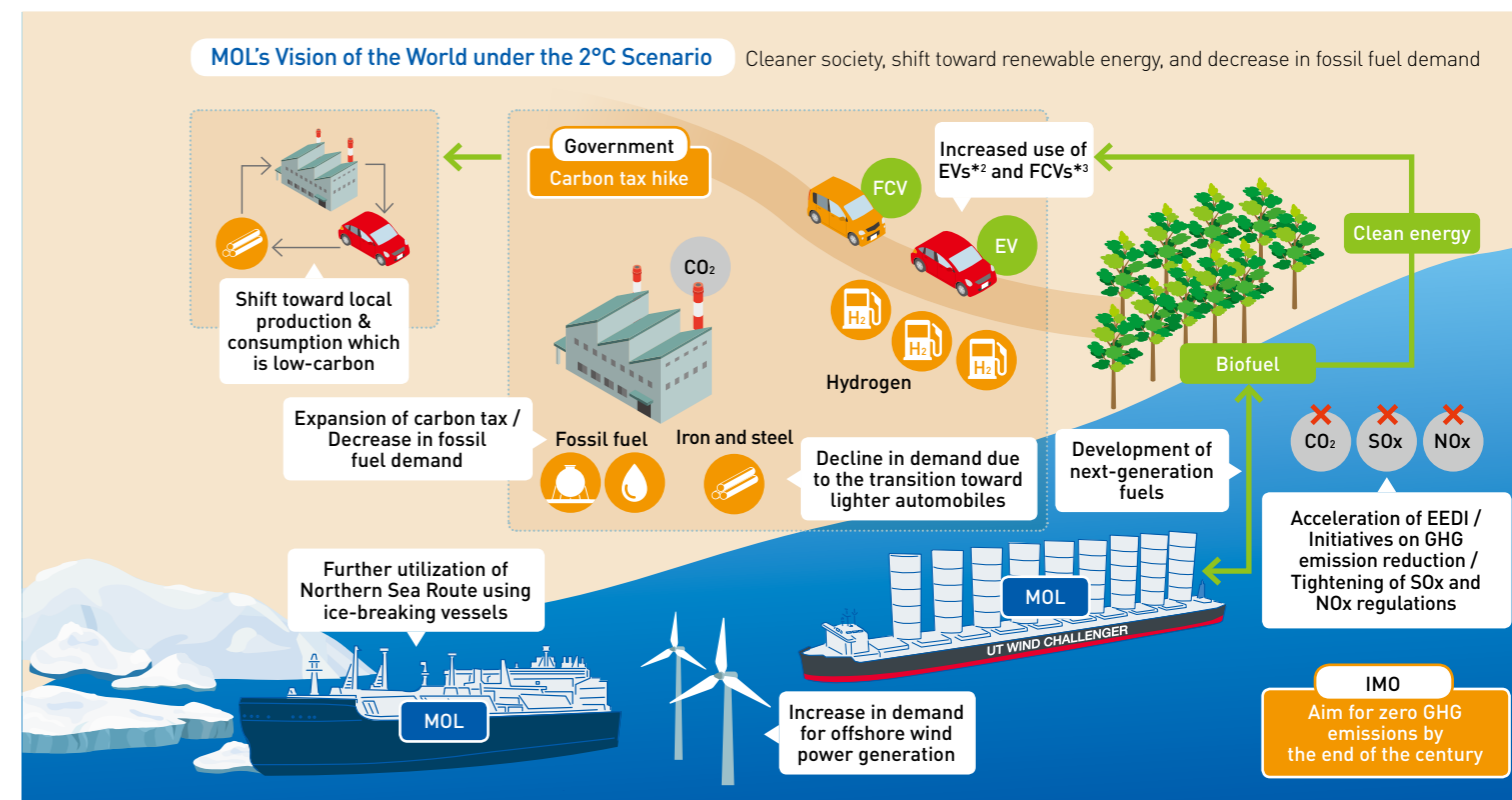 MOL's Vision of the World under the 2°C Scenario
Cleaner society, shift toward renewable energy, and decrease in fossil fuel demand
Government
Carbon tax hike
Increased use of
EVs*2 and FCVs*3
FCV
EV
Clean energy
CO2
Shift toward local
production &
consumption which
is low-carbon
H2
H2
H2
Hydrogen
Biofuel
Expansion of carbon tax /
Decrease in fossil
fuel demand
Fossil fuel
Iron and steel
Decline in demand due
to the transition toward
lighter automobiles
Development of
next-generation
fuels
CO2
SOx
NOx
Acceleration of EEDI /
Initiatives on GHG
emission reduction /
Tightening of SOx and
NOx regulations
Further utilization of
Northern Sea Route using
ice-breaking vessels
MOL
UT WIND CHALLENGER
MOL
Increase in demand
for offshore wind
power generation
IMO
Aim for zero GHG
emissions by
the end of the century